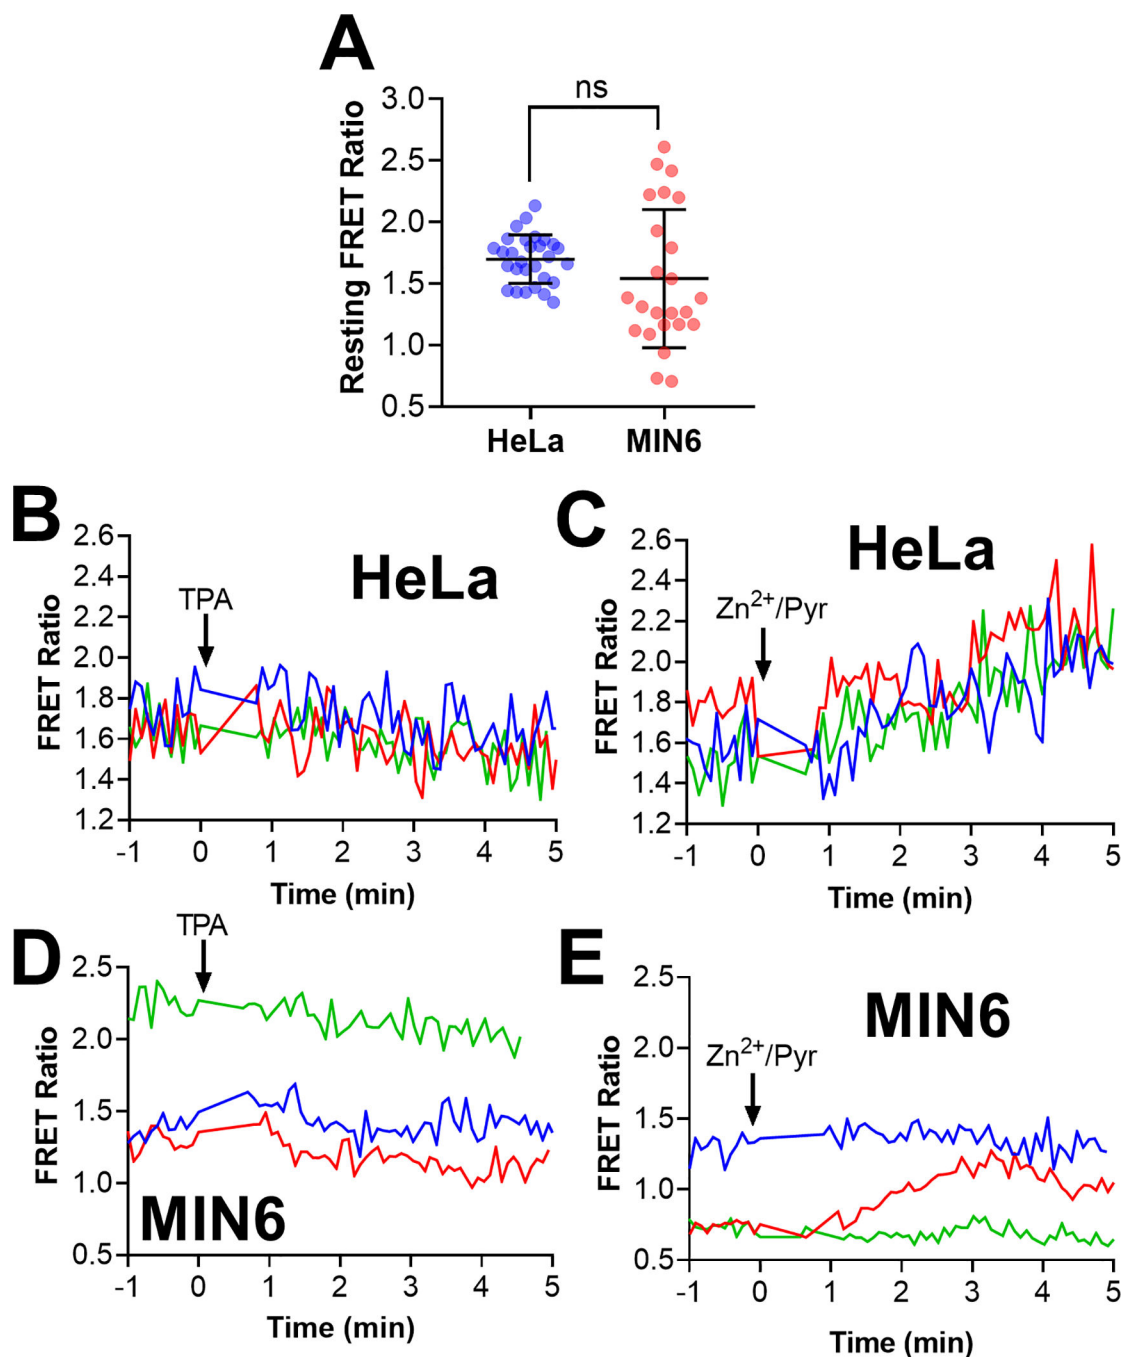 A
ns
Resting FRET Ratio
3.0
2.5
2.0
1.5
1.0
0.5
HeLa MIN6
B
HeLa
TPA
FRET Ratio
2.6
2.4
2.2
2.0
1.8
1.6
1.4
1.2
-1 0 1 2 3 4 5
Time (min)
C
HeLa
Zn²⁺/Pyr
FRET Ratio
2.6
2.4
2.2
2.0
1.8
1.6
1.4
1.2
-1 0 1 2 3 4 5
Time (min)
D
TPA
FRET Ratio
2.5
2.0
1.5
1.0
0.5
MIN6
-1 0 1 2 3 4 5
Time (min)
E
MIN6
Zn²⁺/Pyr
FRET Ratio
2.5
2.0
1.5
1.0
0.5
-1 0 1 2 3 4 5
Time (min)